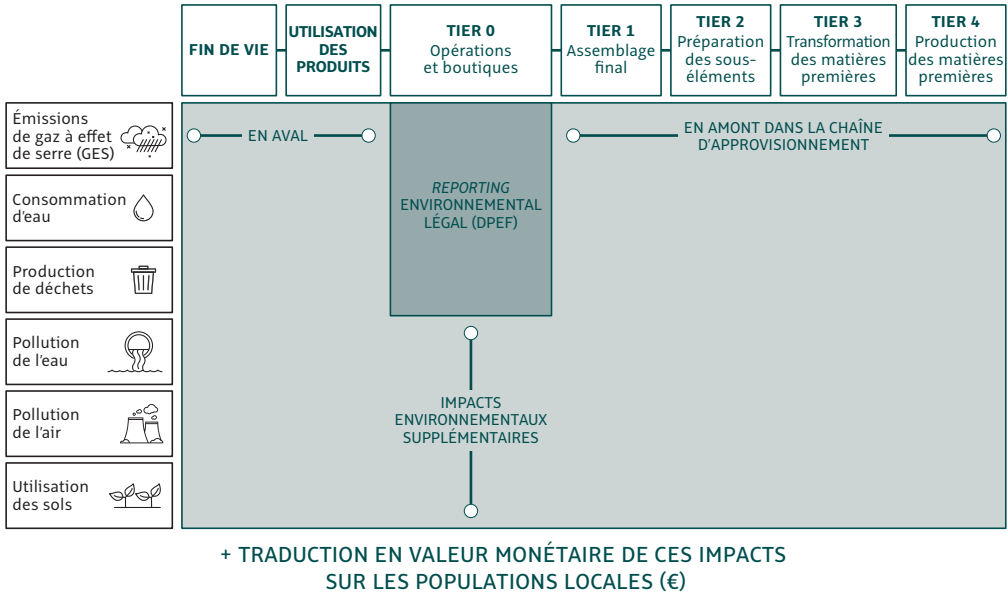 FIN DE VIE
UTILISATION
DES
PRODUITS
TIER 0
Opérations
et boutiques
TIER 1
Assemblage
final
TIER 2
Préparation
des sous-
éléments
TIER 3
Transformation
des matières
premières
TIER 4
Production
des matières
premières
Émissions
de gaz à effet
de serre (GES)
EN AVAL
EN AMONT DANS LA CHAÎNE
D'APPROVISIONNEMENT
Consommation
d'eau
REPORTING
ENVIRONNEMENTAL
LÉGAL (DPEF)
Production
de déchets
Pollution
de l'eau
Pollution
de l'air
IMPACTS
ENVIRONNEMENTAUX
SUPPLÉMENTAIRES
Utilisation
des sols
+ TRADUCTION EN VALEUR MONÉTAIRE DE CES IMPACTS
SUR LES POPULATIONS LOCALES (€)